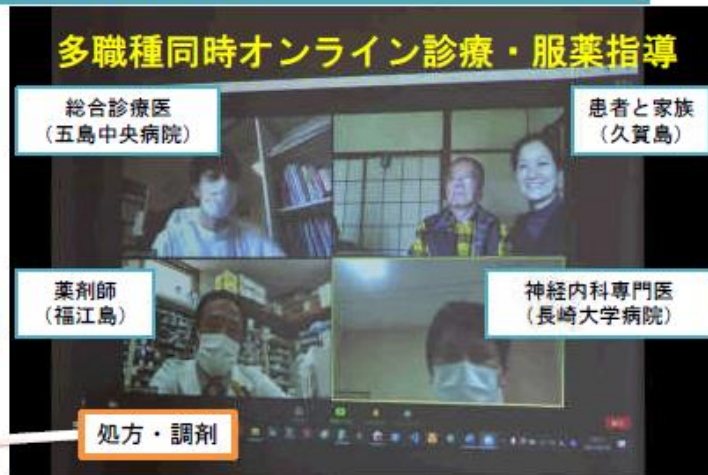 多職種同時オンライン診療・服薬指導
総合診療医
(五島中央病院)
患者と家族
(久賀島)
薬剤師
(福江島)
神経内科専門医
(長崎大学病院)
処方・調剤